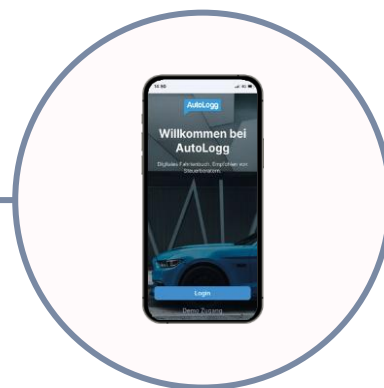 AutoLogg
Willkommen bei
AutoLogg
Digitales Fahrtenbuch. Empfohlen von
Steuerberatern.
Login
Demo Zugang